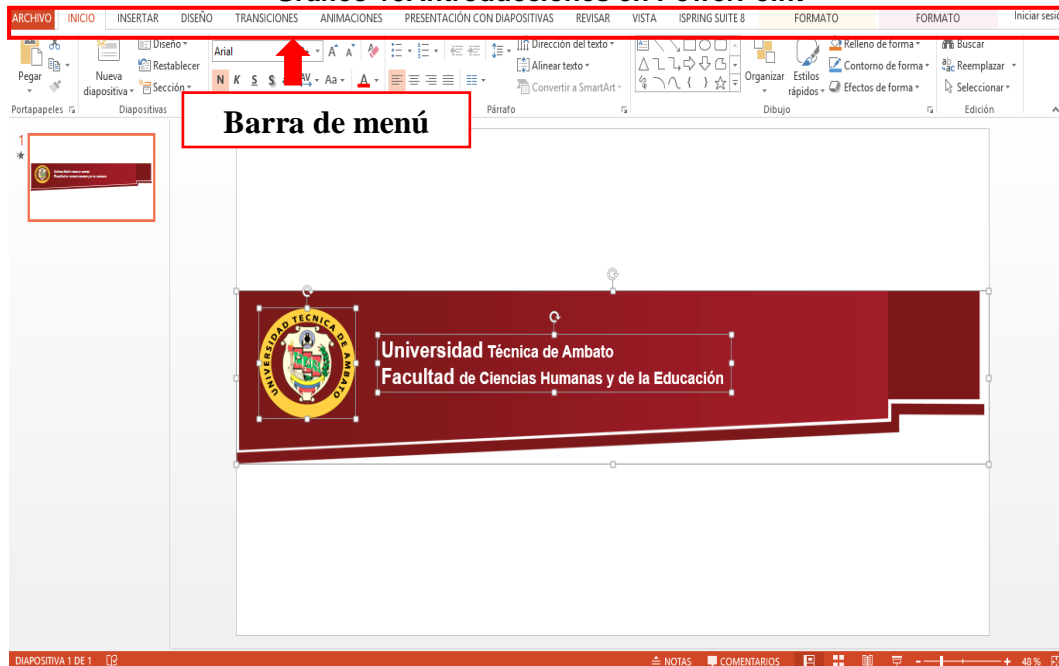 ARCHIVO INICIO INSERTAR DISEÑO TRANSICIONES ANIMACIONES PRESENTACIÓN CON DIAPOSITIVAS REVISAR VISTA ISPRING SUITE 8 FORMATO FORMATO Iniciar sesió
Diseño Arial Dirección del texto Relleno de forma Buscar
Restablecer Alinear texto Contorno de forma Reemplazar
Pegar Nueva diapositiva Sección N K S S AV Aa A Convertir a SmartArt Organizar Estilos rápidos Efectos de forma Seleccionar
Portapapeles Diapositivas Párrafo Dibujo Edición
Barra de menú
1
UNIVERSIDAD TECNICA DE AMBATO
Universidad Técnica de Ambato
Facultad de Ciencias Humanas y de la Educación
DIAPOSITIVA 1 DE 1 NOTAS COMENTARIOS 48 %